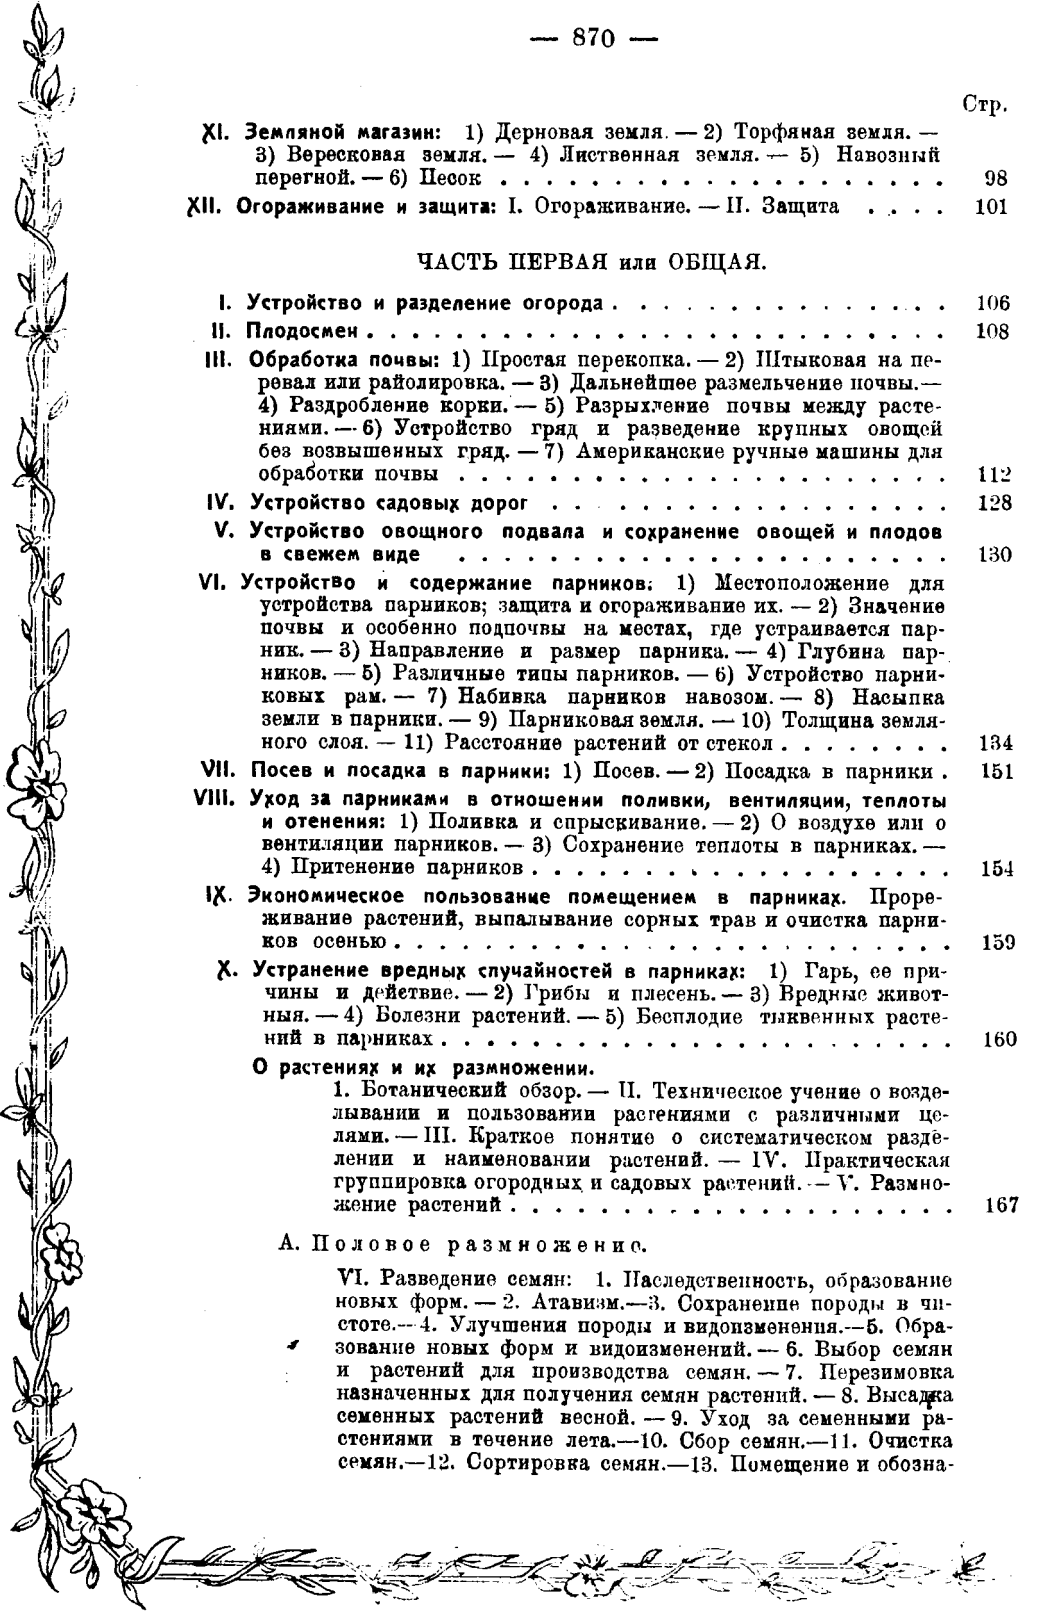 — 870 —
Стр.
XI. Земляной магазин: 1) Дерновая земля. — 2) Торфяная земля. —
3) Вересковая земля. — 4) Лиственная земля. — 5) Навозный
перегной. — 6) Песок . . . . . . . . . . . . . . . . . . . . 98
XII. Огораживание и защита: I. Огораживание. — II. Защита . . . . 101
ЧАСТЬ ПЕРВАЯ или ОБЩАЯ.
I. Устройство и разделение огорода . . . . . . . . . . . . . . . 106
II. Плодосмен . . . . . . . . . . . . . . . . . . . . . . . . . 108
III. Обработка почвы: 1) Простая перекопка. — 2) Штыковая на пе-
ревал или райолировка. — 3) Дальнейшее размельчение почвы.—
4) Раздробление корки. — 5) Разрыхление почвы между расте-
ниями. — 6) Устройство гряд и разведение крупных овощей
без возвышенных гряд. — 7) Американские ручные машины для
обработки почвы . . . . . . . . . . . . . . . . . . . . . . 112
IV. Устройство садовых дорог . . . . . . . . . . . . . . . . . . 128
V. Устройство овощного подвала и сохранение овощей и плодов
в свежем виде . . . . . . . . . . . . . . . . . . . . . . 130
VI. Устройство и содержание парников: 1) Местоположение для
устройства парников; защита и огораживание их. — 2) Значение
почвы и особенно подпочвы на местах, где устраивается пар-
ник. — 3) Направление и размер парника. — 4) Глубина пар-
ников. — 5) Различные типы парников. — 6) Устройство парни-
ковых рам. — 7) Набивка парников навозом. — 8) Насыпка
земли в парники. — 9) Парниковая земля. — 10) Толщина земля-
ного слоя. — 11) Расстояние растений от стекол . . . . . . . . 134
VII. Посев и посадка в парники: 1) Посев. — 2) Посадка в парники . 151
VIII. Уход за парниками в отношении поливки, вентиляции, теплоты
и отенения: 1) Поливка и спрыскивание. — 2) О воздухе или о
вентиляции парников. — 3) Сохранение теплоты в парниках. —
4) Притенение парников . . . . . . . . . . . . . . . . . . . 154
IX. Экономическое пользование помещением в парниках. Проре-
живание растений, выпалывание сорных трав и очистка парни-
ков осенью . . . . . . . . . . . . . . . . . . . . . . . . 159
X. Устранение вредных случайностей в парниках: 1) Гарь, ее при-
чины и действие. — 2) Грибы и плесень. — 3) Вредные живот-
ныя. — 4) Болезни растений. — 5) Бесплодие тыквенных расте-
ний в парниках . . . . . . . . . . . . . . . . . . . . . . 160
О растениях и их размножении.
1. Ботанический обзор. — II. Техническое учение о возде-
лывании и пользовании растениями с различными це-
лями. — III. Краткое понятие о систематическом разде-
лении и наименовании растений. — IV. Практическая
группировка огородных и садовых растений. — V. Размно-
жение растений . . . . . . . . . . . . . . . . . . . . . 167
А. Половое размножение.
VI. Разведение семян: 1. Наследственность, образование
новых форм. — 2. Атавизм.—3. Сохранение породы в чи-
стоте.—4. Улучшения породы и видоизменения.—5. Обра-
зование новых форм и видоизменений. — 6. Выбор семян
и растений для производства семян. — 7. Перезимовка
назначенных для получения семян растений. — 8. Высадка
семенных растений весной. — 9. Уход за семенными ра-
стениями в течение лета.—10. Сбор семян.—11. Очистка
семян.—12. Сортировка семян.—13. Помещение и обозна-